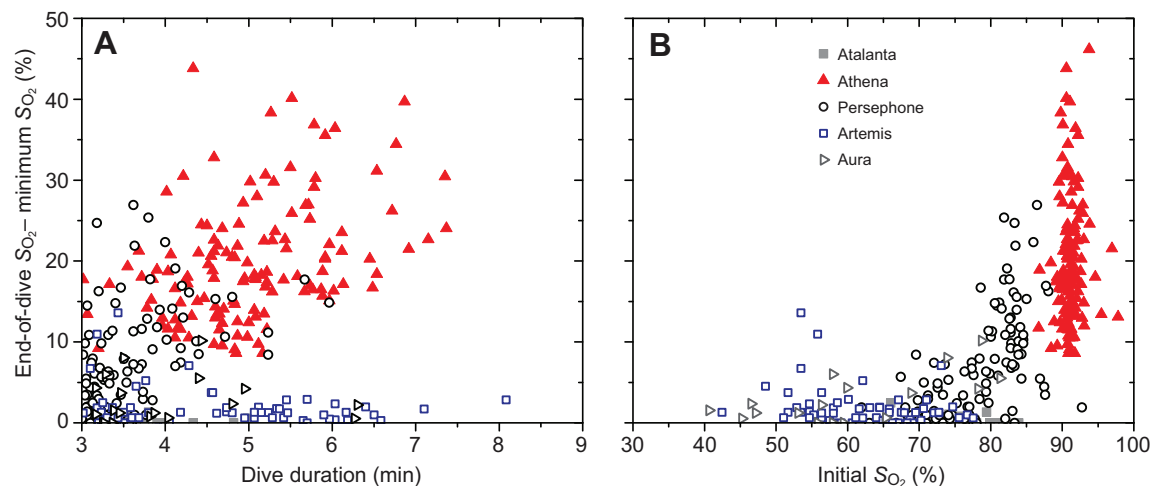 A
B
End-of-dive SO2– minimum SO2 (%)
50
40
30
20
10
0
3 4 5 6 7 8 9
Dive duration (min)
Atalanta
Athena
Persephone
Artemis
Aura
30 40 50 60 70 80 90 100
Initial SO2 (%)